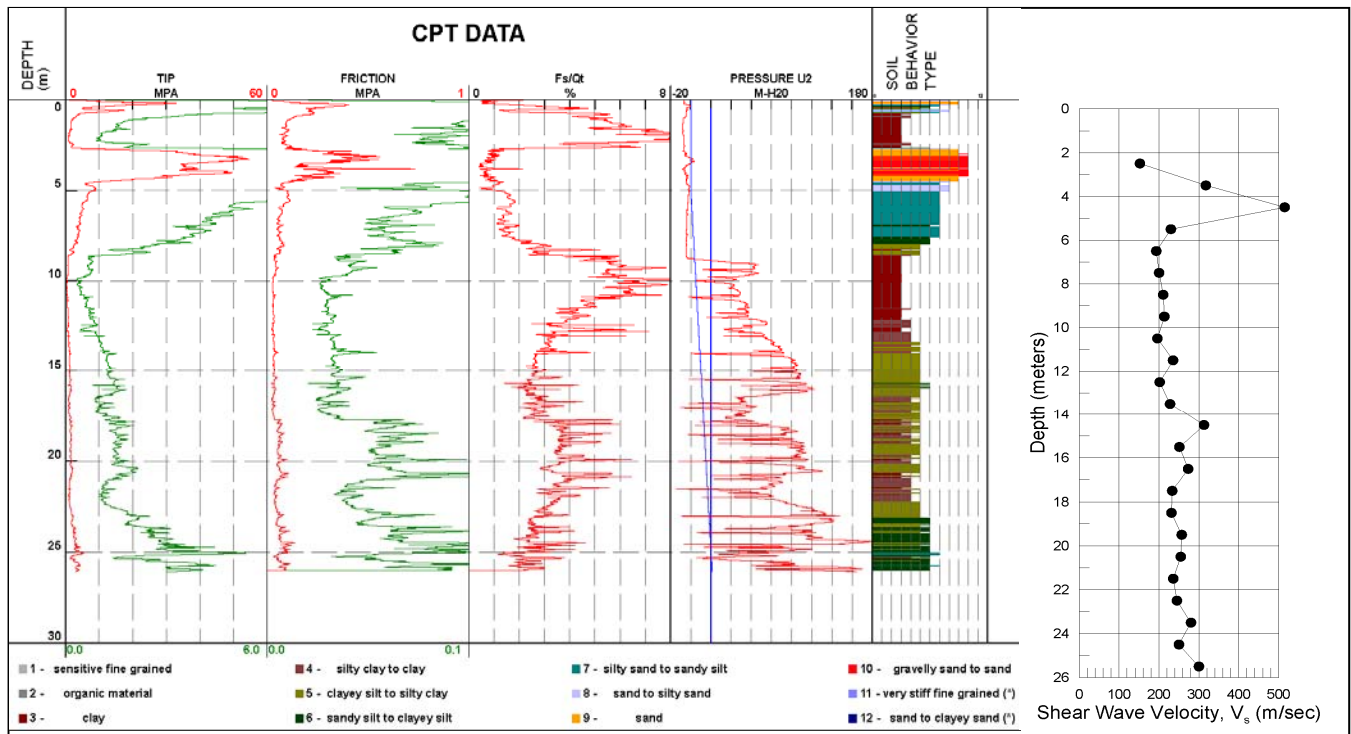 CPT DATA
DEPTH
(m)
TIP
MPA
0
60
FRICTION
MPA
0
1
Fs/Qt
%
0
8
PRESSURE U2
M-H20
-20
180
SOIL
BEHAVIOR
TYPE
0
5
10
15
20
25
30
0.0
6.0
0.0
0.1
1 - sensitive fine grained
2 - organic material
3 - clay
4 - silty clay to clay
5 - clayey silt to silty clay
6 - sandy silt to clayey silt
7 - silty sand to sandy silt
8 - sand to silty sand
9 - sand
10 - gravelly sand to sand
11 - very stiff fine grained (*)
12 - sand to clayey sand (*)
Depth (meters)
0
2
4
6
8
10
12
14
16
18
20
22
24
26
0 100 200 300 400 500
Shear Wave Velocity, Vs (m/sec)